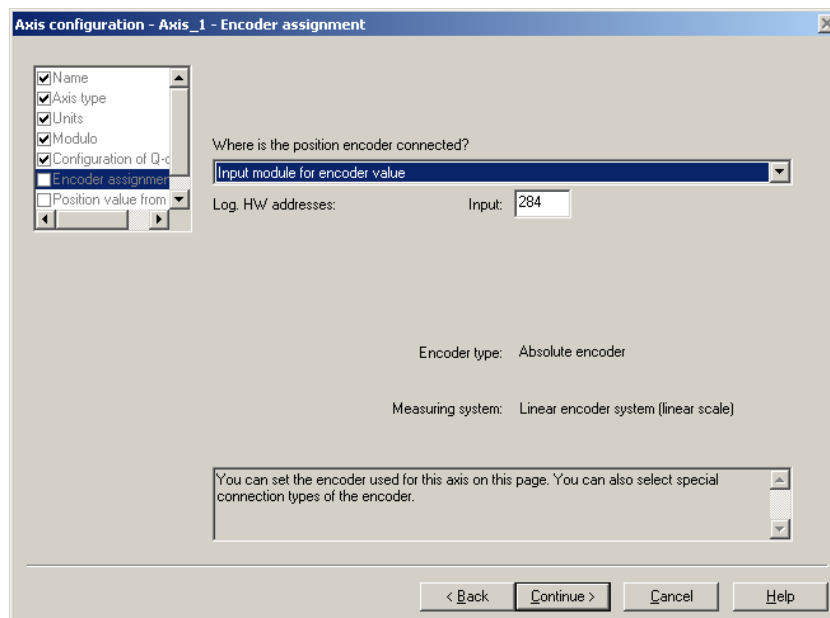 Axis configuration - Axis_1 - Encoder assignment
Name
Axis type
Units
Modulo
Configuration of Q-c
Encoder assignmer
Position value from
Where is the position encoder connected?
Input module for encoder value
Log. HW addresses: Input: 284
Encoder type: Absolute encoder
Measuring system: Linear encoder system (linear scale)
You can set the encoder used for this axis on this page. You can also select special
connection types of the encoder.
< Back Continue > Cancel Help